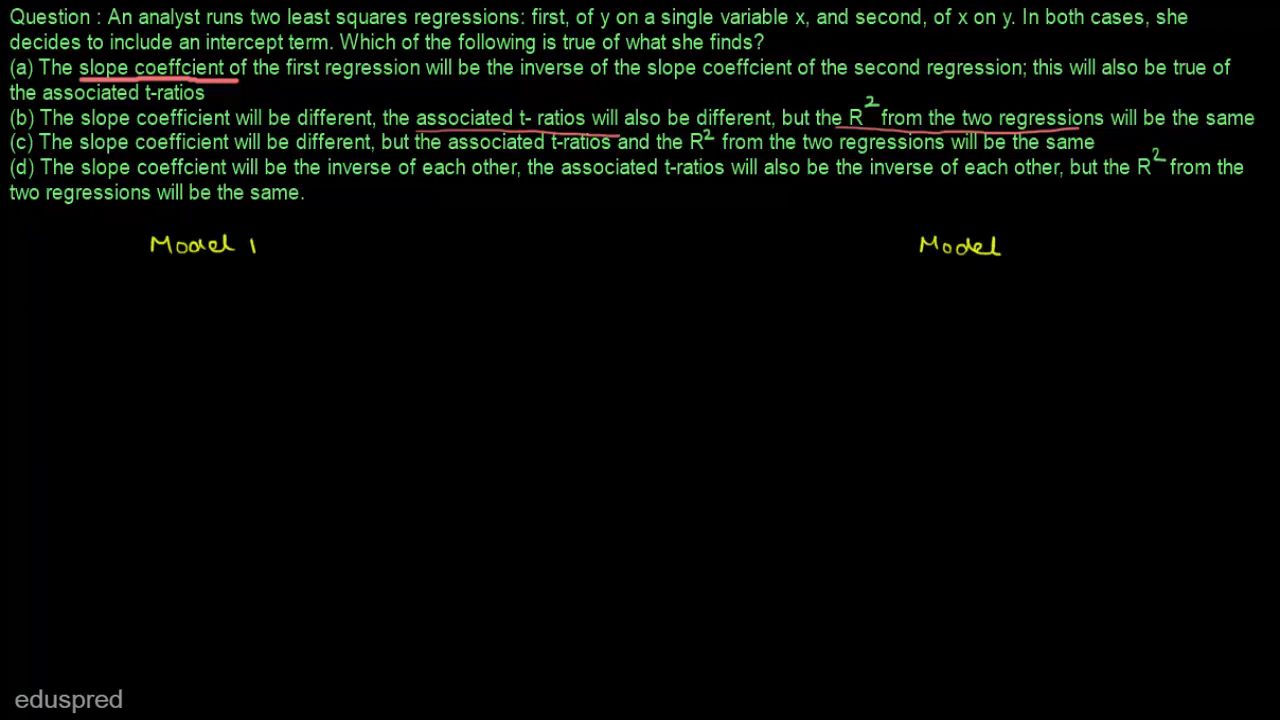 Question : An analyst runs two least squares regressions: first, of y on a single variable x, and second, of x on y. In both cases, she
decides to include an intercept term. Which of the following is true of what she finds?
(a) The slope coeffcient of the first regression will be the inverse of the slope coeffcient of the second regression; this will also be true of
the associated t-ratios
(b) The slope coefficient will be different, the associated t- ratios will also be different, but the R² from the two regressions will be the same
(c) The slope coefficient will be different, but the associated t-ratios and the R² from the two regressions will be the same
(d) The slope coeffcient will be the inverse of each other, the associated t-ratios will also be the inverse of each other, but the R² from the
two regressions will be the same.
Model 1 Model
eduspred